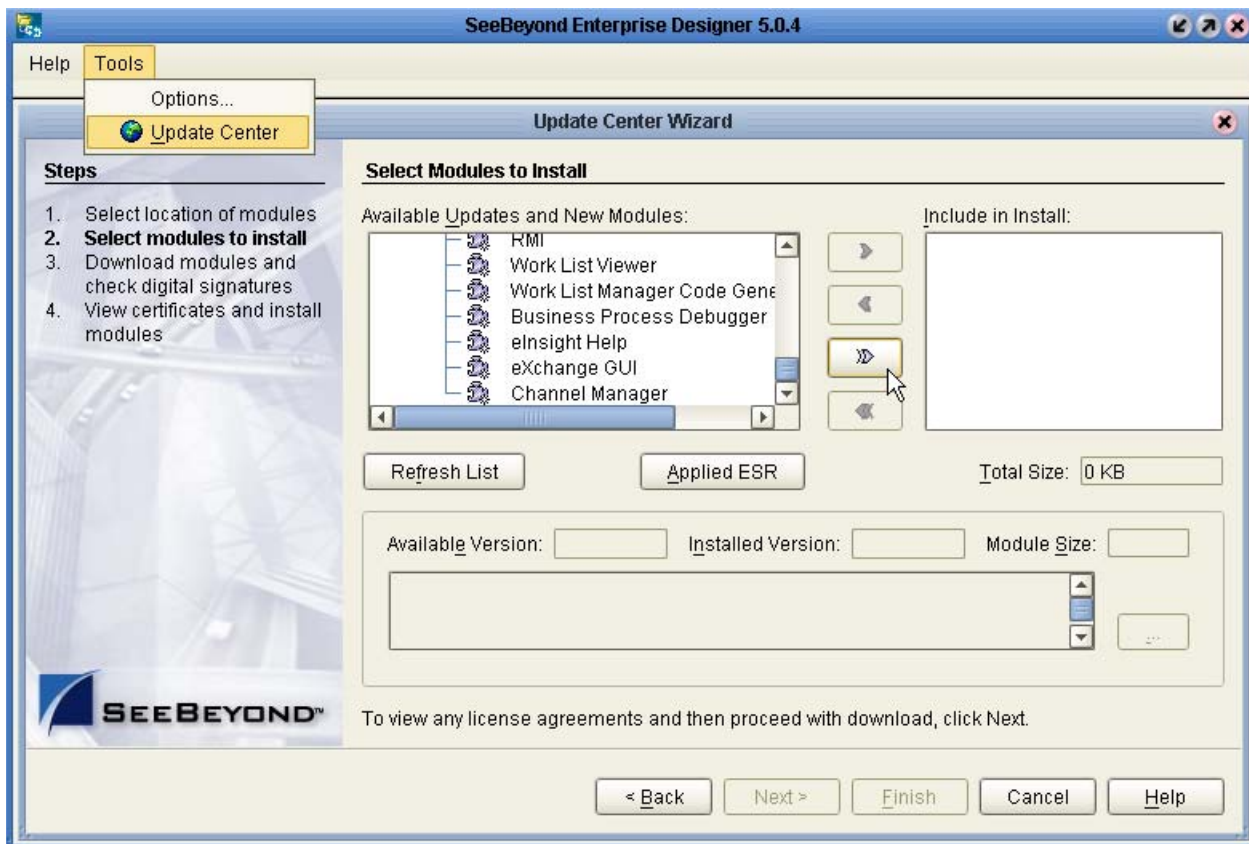 SeeBeyond Enterprise Designer 5.0.4
Help Tools
Options...
Update Center
Update Center Wizard
Steps
1. Select location of modules
2. Select modules to install
3. Download modules and
check digital signatures
4. View certificates and install
modules
SEEBEYOND™
Select Modules to Install
Available Updates and New Modules:
RMI
Work List Viewer
Work List Manager Code Gene
Business Process Debugger
eInsight Help
eXchange GUI
Channel Manager
Include in Install:
Refresh List
Applied ESR
Total Size: 0 KB
Available Version:
Installed Version:
Module Size:
...
To view any license agreements and then proceed with download, click Next.
< Back
Next >
Finish
Cancel
Help